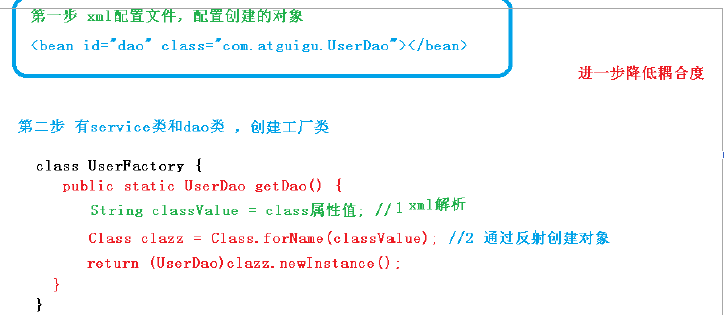 第一步 xml配置文件，配置创建的对象
<bean id="dao" class="com.atguigu.UserDao"></bean>
进一步降低耦合度
第二步 有service类和dao类 ，创建工厂类
class UserFactory {
public static UserDao getDao() {
String classValue = class属性值; //1 xml解析
Class clazz = Class.forName(classValue); //2 通过反射创建对象
return (UserDao)clazz.newInstance();
}
}